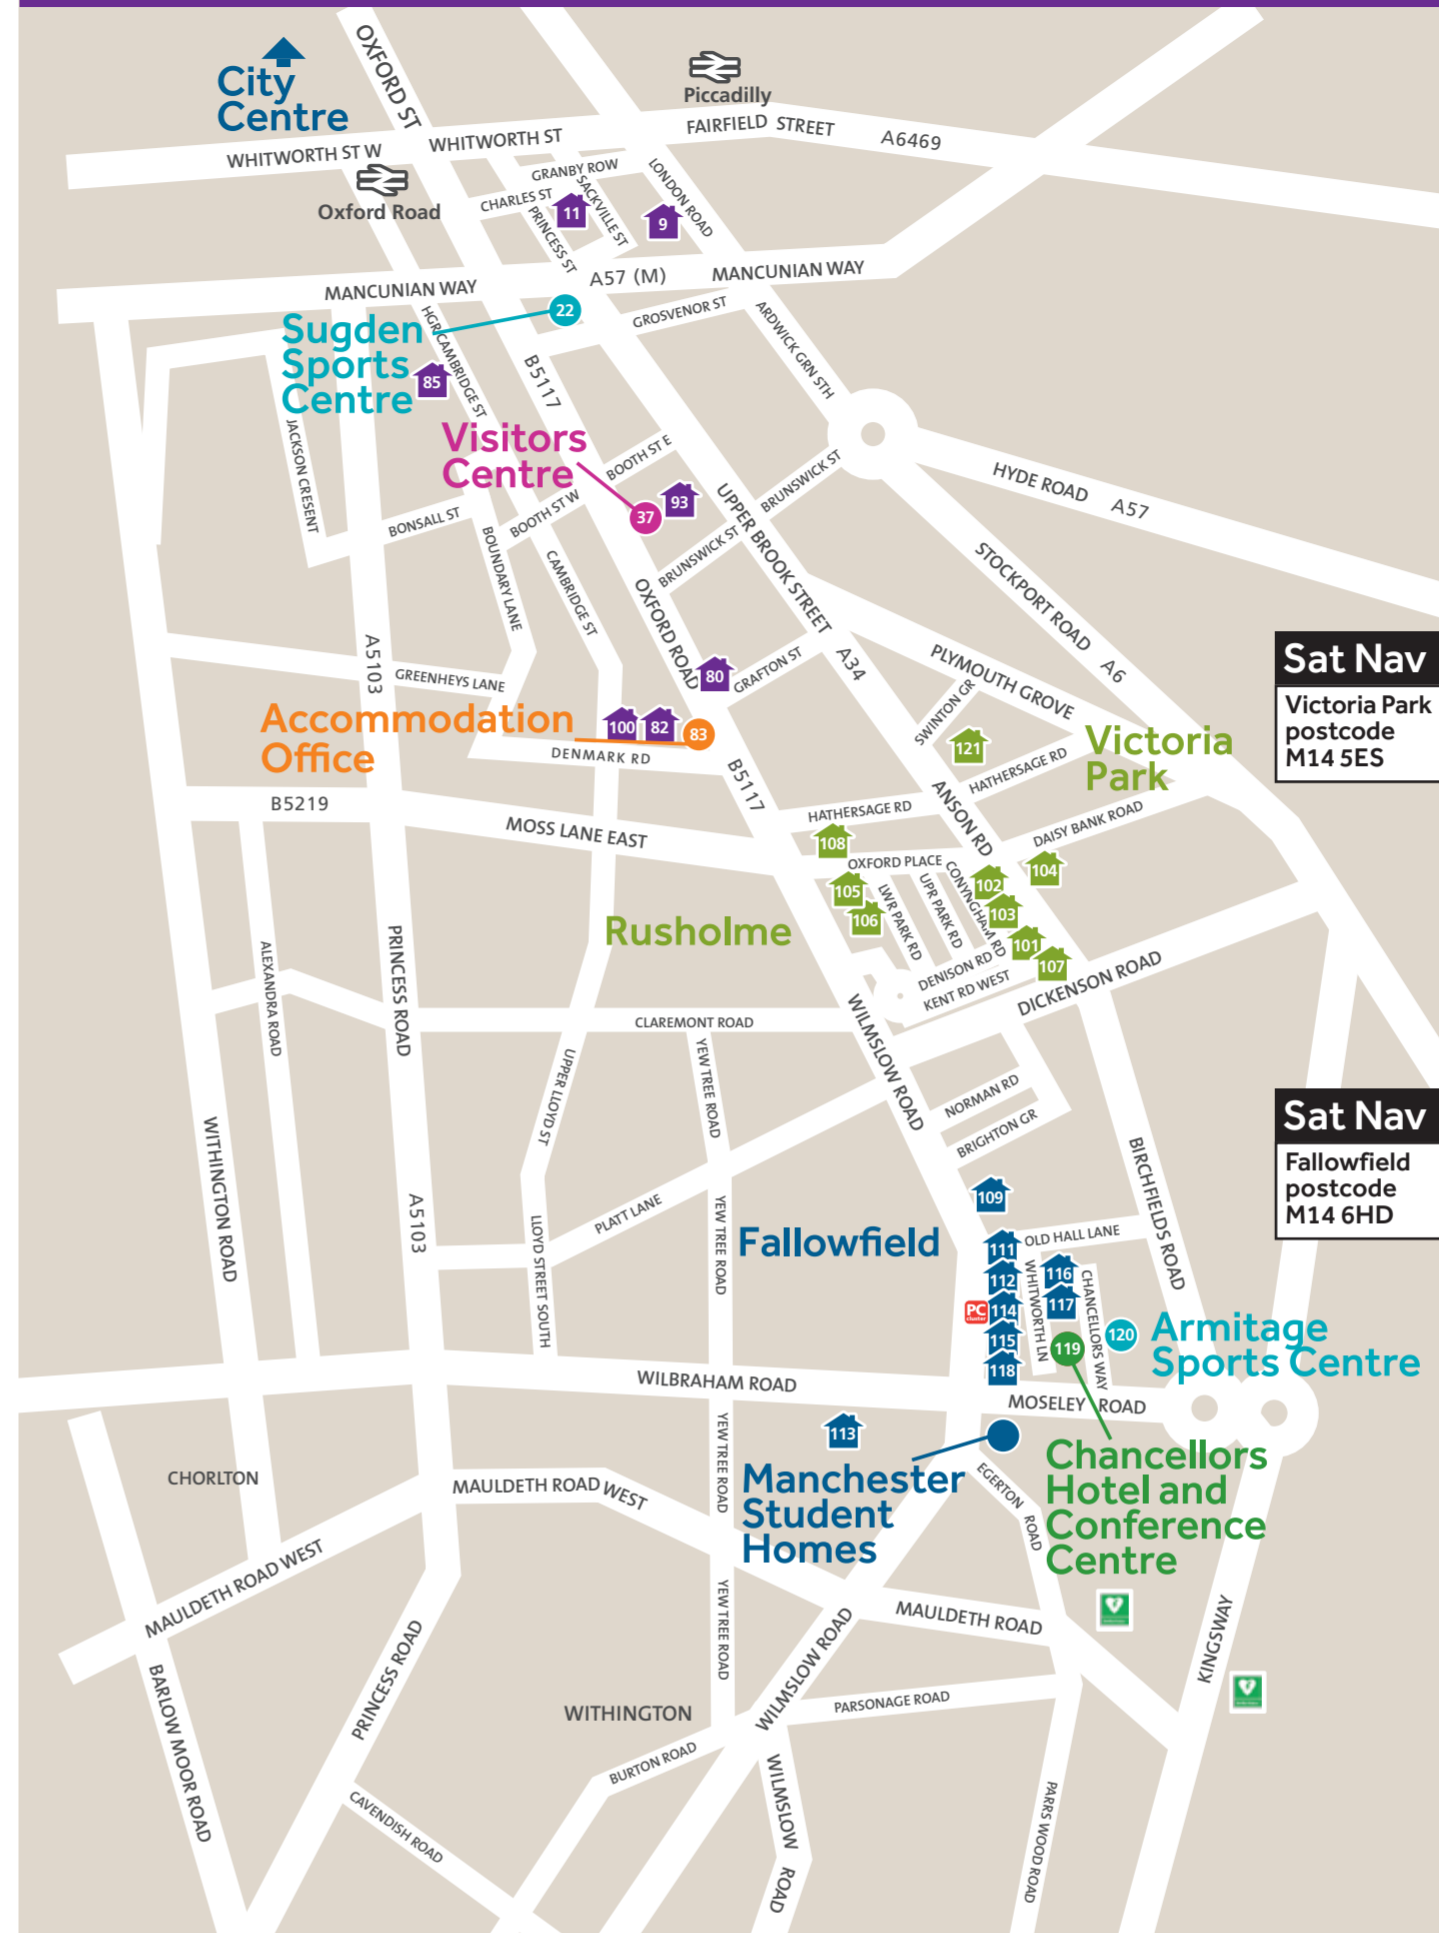 City
Centre
OXFORD ST
Piccadilly
WHITWORTH ST W
WHITWORTH ST
FAIRFIELD STREET
A6469
Oxford Road
GRANBY ROW
CHARLES ST
SACKVILLE ST
PRINCESS ST
LONDON ROAD
11
9
MANCUNIAN WAY
A57 (M)
MANCUNIAN WAY
Sugden
Sports
Centre
22
GROSVENOR ST
ARDWICK GRN STH
HGR/CAMBRIDGE ST
85
B5117
JACKSON CRESENT
Visitors
Centre
BOOTH ST E
BRUNSWICK ST
HYDE ROAD
A57
93
37
BONSALL ST
BOOTH ST W
BRUNSWICK ST
UPPER BROOK STREET
BOUNDARY LANE
CAMBRIDGE ST
OXFORD ROAD
STOCKPORT ROAD
A6
A5103
GREENHEYS LANE
80
GRAFTON ST
A34
PLYMOUTH GROVE
SWINTON GR
Sat Nav
Victoria Park
postcode
M14 5ES
Accommodation
Office
100
82
83
DENMARK RD
121
Victoria
Park
B5219
B5117
HATHERSAGE RD
HATHERSAGE RD
ANSON RD
DAISY BANK ROAD
MOSS LANE EAST
108
OXFORD PLACE
104
105
106
102
103
101
107
LWR PARK RD
UPR PARK RD
CONYNGHAM RD
Rusholme
DENISON RD
KENT RD WEST
DICKENSON ROAD
ALEXANDRA ROAD
PRINCESS ROAD
CLAREMONT ROAD
WILMSLOW ROAD
UPPER LLOYD ST
YEW TREE ROAD
NORMAN RD
BRIGHTON GR
Sat Nav
Fallowfield
postcode
M14 6HD
WITHINGTON ROAD
A5103
BIRCHFIELDS ROAD
PLATT LANE
LLOYD STREET SOUTH
YEW TREE ROAD
Fallowfield
109
111
OLD HALL LANE
112
116
PC
cluster
114
117
115
118
WHITWORTH LN
CHANCELLORS WAY
119
120
Armitage
Sports Centre
WILBRAHAM ROAD
MOSELEY ROAD
113
CHORLTON
MAULDETH ROAD WEST
YEW TREE ROAD
Manchester
Student
Homes
EGERTON ROAD
Chancellors
Hotel and
Conference
Centre
MAULDETH ROAD WEST
YEW TREE ROAD
MAULDETH ROAD
KINGSWAY
BARLOW MOOR ROAD
PRINCESS ROAD
WITHINGTON
WILMSLOW ROAD
PARSONAGE ROAD
BURTON ROAD
WILMSLOW ROAD
CAVENDISH ROAD
PARRS WOOD ROAD